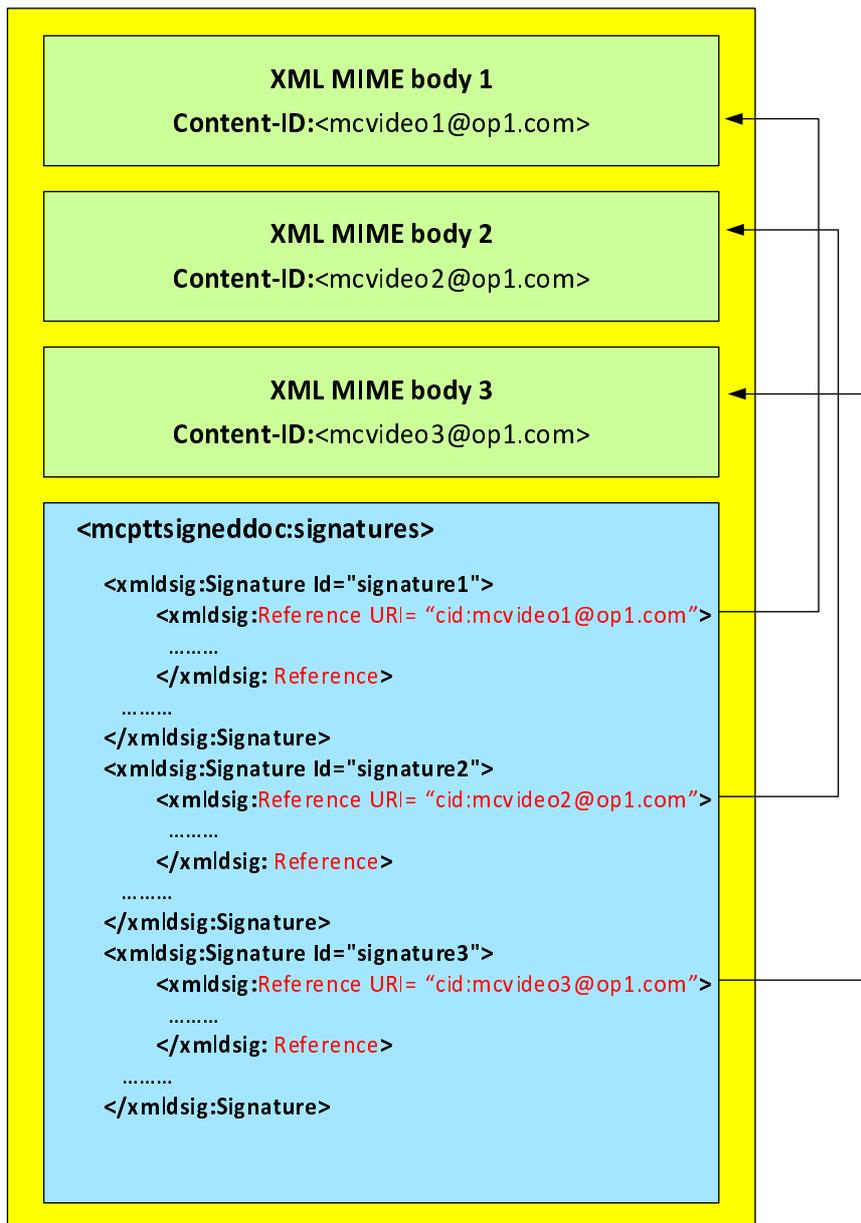 XML MIME body 1
Content-ID:<mcvideo1@op1.com>
XML MIME body 2
Content-ID:<mcvideo2@op1.com>
XML MIME body 3
Content-ID:<mcvideo3@op1.com>
<mcpttsigneddoc:signatures>
<xmldsig:Signature Id="signature1">
<xmldsig:Reference URI= “cid:mcvideo1@op1.com”>
………
</xmldsig: Reference>
………
</xmldsig:Signature>
<xmldsig:Signature Id="signature2">
<xmldsig:Reference URI= “cid:mcvideo2@op1.com”>
………
</xmldsig: Reference>
………
</xmldsig:Signature>
<xmldsig:Signature Id="signature3">
<xmldsig:Reference URI= “cid:mcvideo3@op1.com”>
………
</xmldsig: Reference>
………
</xmldsig:Signature>